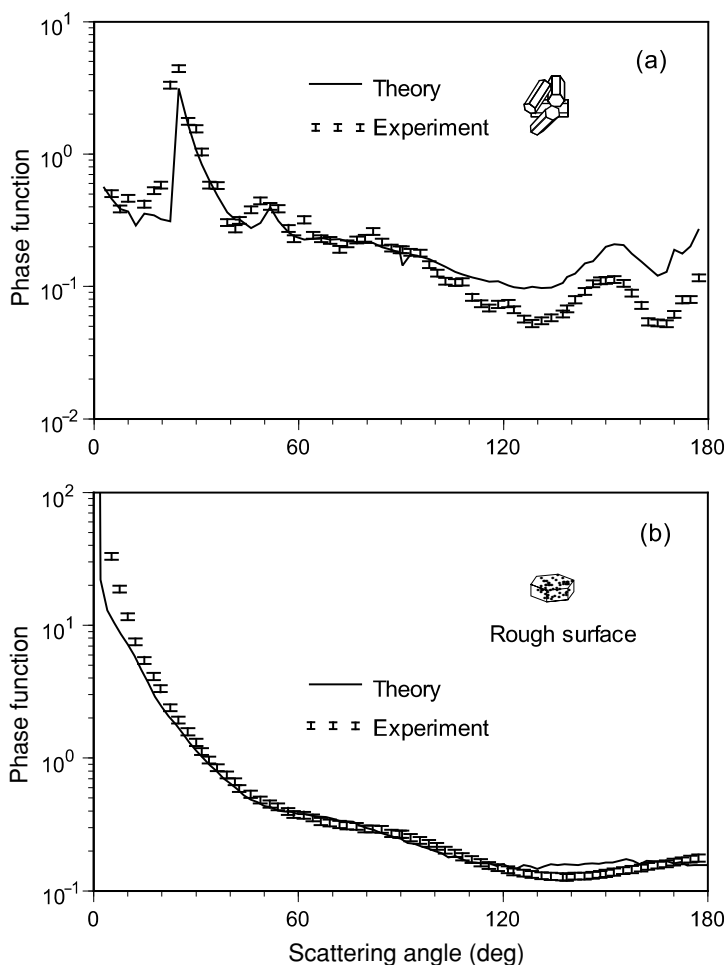 10^1
10^0
10^-1
10^-2
Phase function
(a)
Theory
Experiment
0
60
120
180
10^2
10^1
10^0
10^-1
Phase function
(b)
Rough surface
Theory
Experiment
0
60
120
180
Scattering angle (deg)